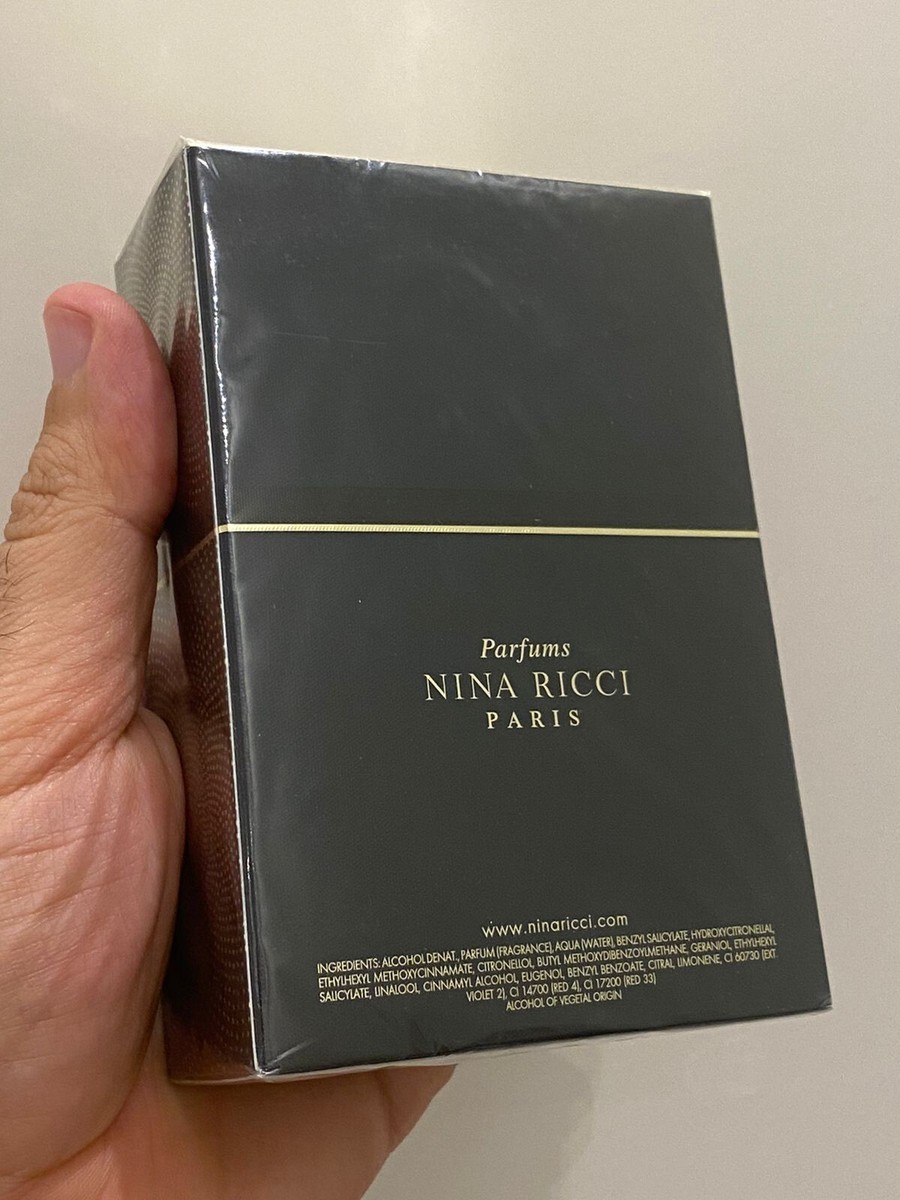 Parfums
NINA RICCI
PARIS
www.ninaricci.com
INGREDIENTS: ALCOHOL DENAT., PARFUM (FRAGRANCE), AQUA (WATER), BENZYL SALICYLATE, HYDROXYCITRONELLAL,
ETHYLHEXYL METHOXYCINNAMATE, CITRONELLOL, BUTYL METHOXYDIBENZOYLMETHANE, GERANIOL, ETHYLHEXYL
SALICYLATE, LINALOOL, CINNAMYL ALCOHOL, EUGENOL, BENZYL BENZOATE, CITRAL, LIMONENE, CI 60730 (EXT.
VIOLET 2), CI 14700 (RED 4), CI 17200 (RED 33)
ALCOHOL OF VEGETAL ORIGIN